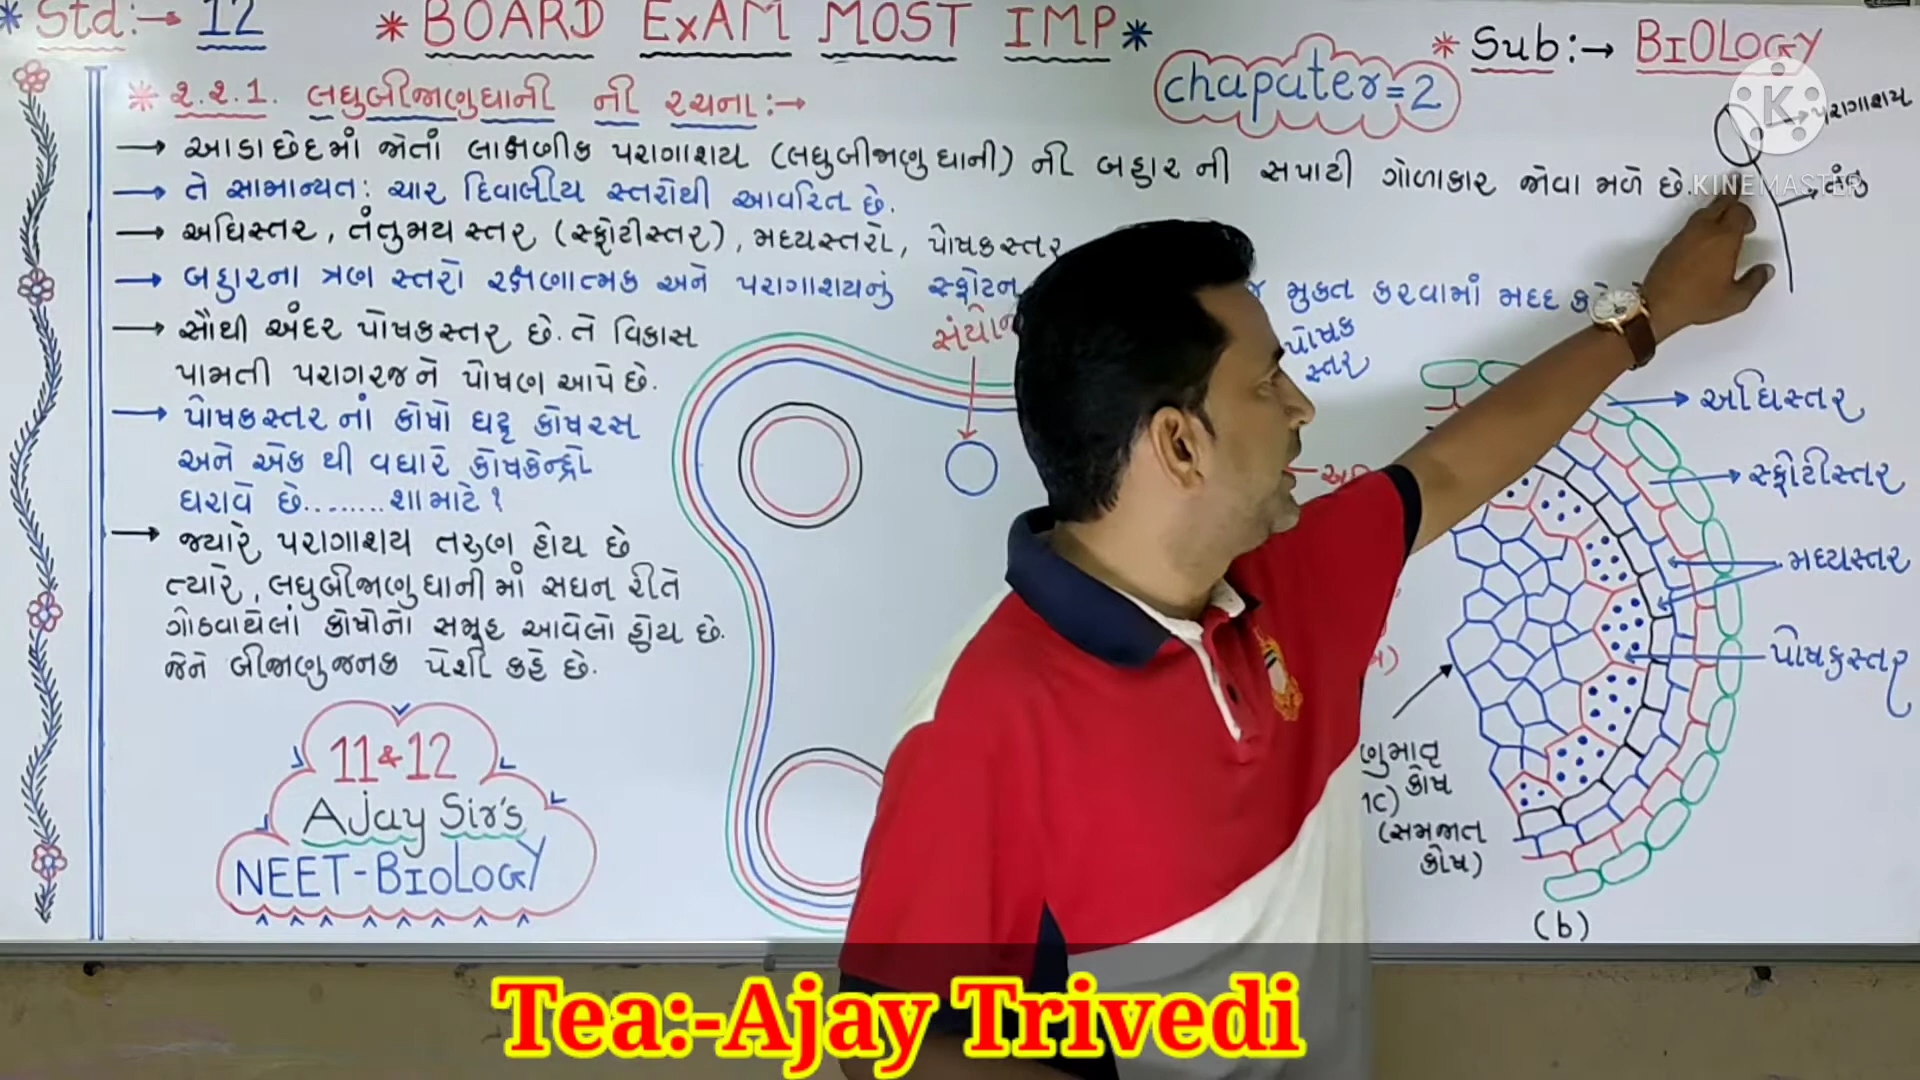 Std:→ 12
* BOARD ExAM MOST IMP *
* Sub:→ BIOLOGY
chapater=2
* ૨.૨.1. લઘુબીજાણુધાની ની રચના:→
→ આડાછેદમાં જોતાં લાક્ષણીક પરાગાશય (લઘુબીજાણુધાની) ની બહારની સપાટી ગોળાકાર જોવા મળે છે.
→ તે સામાન્યત: ચાર દિવાલીય સ્તરોથી આવરિત છે.
→ અધિસ્તર, તંતુમય સ્તર (સ્ફોટીસ્તર), મધ્યસ્તરો, પોષકસ્તર
→ બહારના ત્રણ સ્તરો રક્ષણાત્મક અને પરાગાશયનું સ્ફોટન
મુક્ત કરવામાં મદદ
→ સૌથી અંદર પોષકસ્તર છે. તે વિકાસ
પામતી પરાગરજને પોષણ આપે છે.
→ પોષકસ્તરનાં કોષો ઘટ્ટ કોષરસ
અને એક થી વધારે કોષકેન્દ્રો
ધરાવે છે........શા માટે ?
→ જ્યારે પરાગાશય તરુણ હોય છે
ત્યારે, લઘુબીજાણુધાનીમાં સઘન રીતે
ગોઠવાયેલાં કોષોનો સમૂહ આવેલો હોય છે.
જેને બીજાણુજનક પેશી કહે છે.
11 & 12
Ajay Sir's
NEET-BIOLOGY
પોષક
સ્તર
પરાગાશય
KINEMASTER
અધિસ્તર
સ્ફોટીસ્તર
મધ્યસ્તર
પોષકસ્તર
કોષ
(સમજાત
કોષ)
(b)
Tea:-Ajay Trivedi